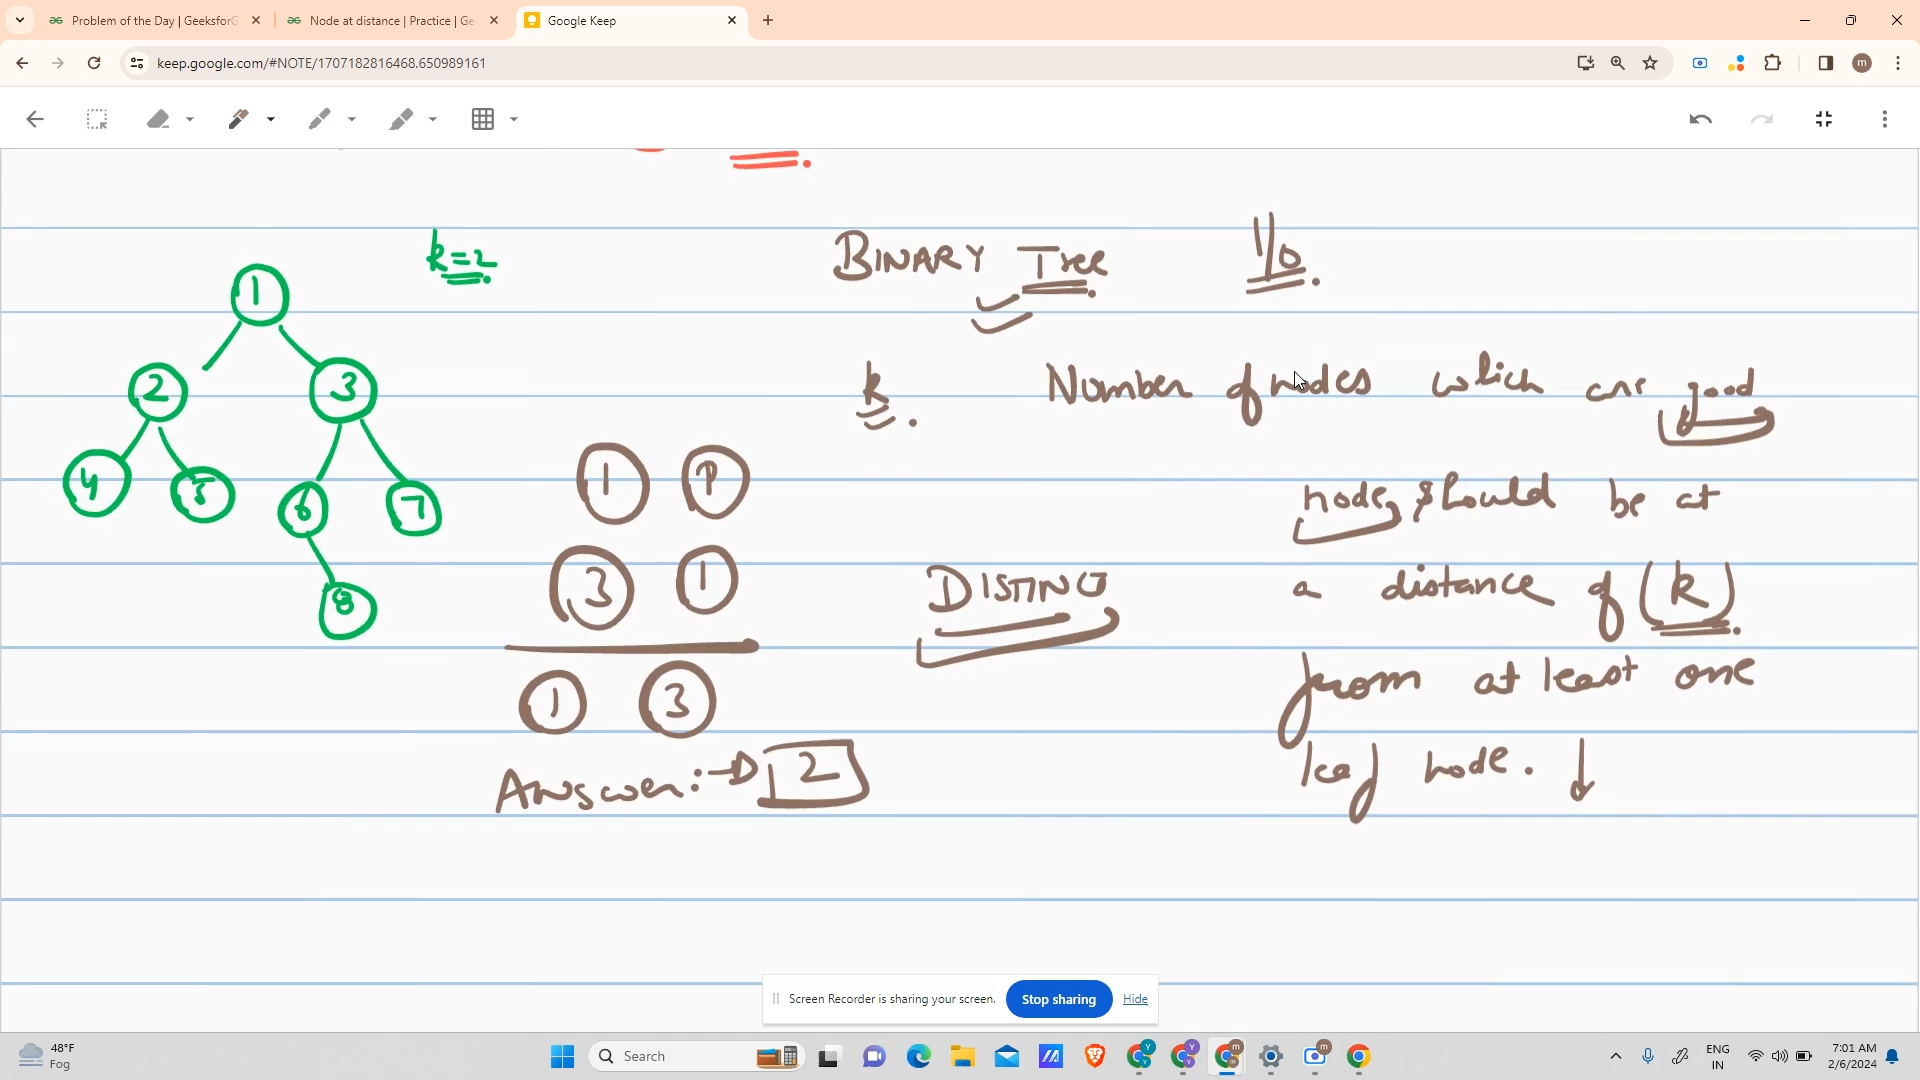 Problem of the Day | GeeksforG
Node at distance | Practice | Ge
Google Keep
keep.google.com/#NOTE/1707182816468.650989161
m
k=2
BINARY Tree
1/0
1
2
3
k
Number of nodes which are good
4
5
6
7
1
1
node should be at
8
3
1
DISTINCT
a distance of (k)
1
3
from at least one
Answer:→
2
leaf node.
Screen Recorder is sharing your screen.
Stop sharing
Hide
48°F
Fog
Search
ENG
IN
7:01 AM
2/6/2024